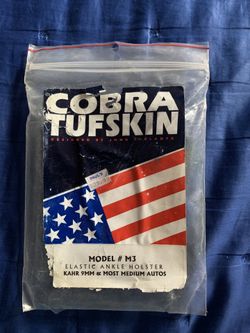 COBRA
TUFSKIN
MODEL # M3
ELASTIC ANKLE HOLSTER
KAHR 9MM & MOST MEDIUM AUTOS